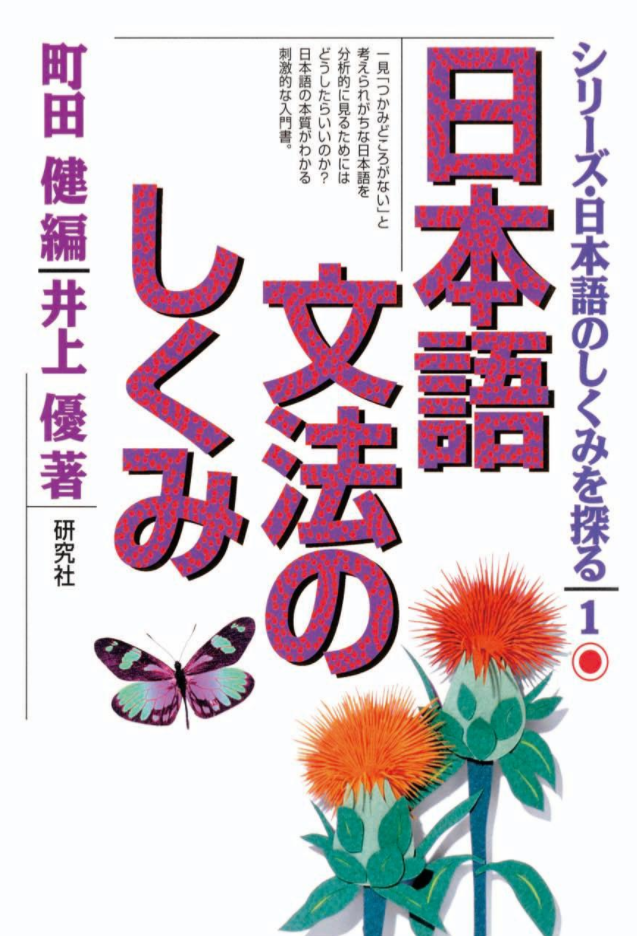 シリーズ・日本語のしくみを探る 1
日本語
文法の
しくみ
一見「つかみどころがない」と
考えられがちな日本語を
分析的に見るためには
どうしたらいいのか?
日本語の本質がわかる
刺激的な入門書。
町田 健編 井上 優著
研究社